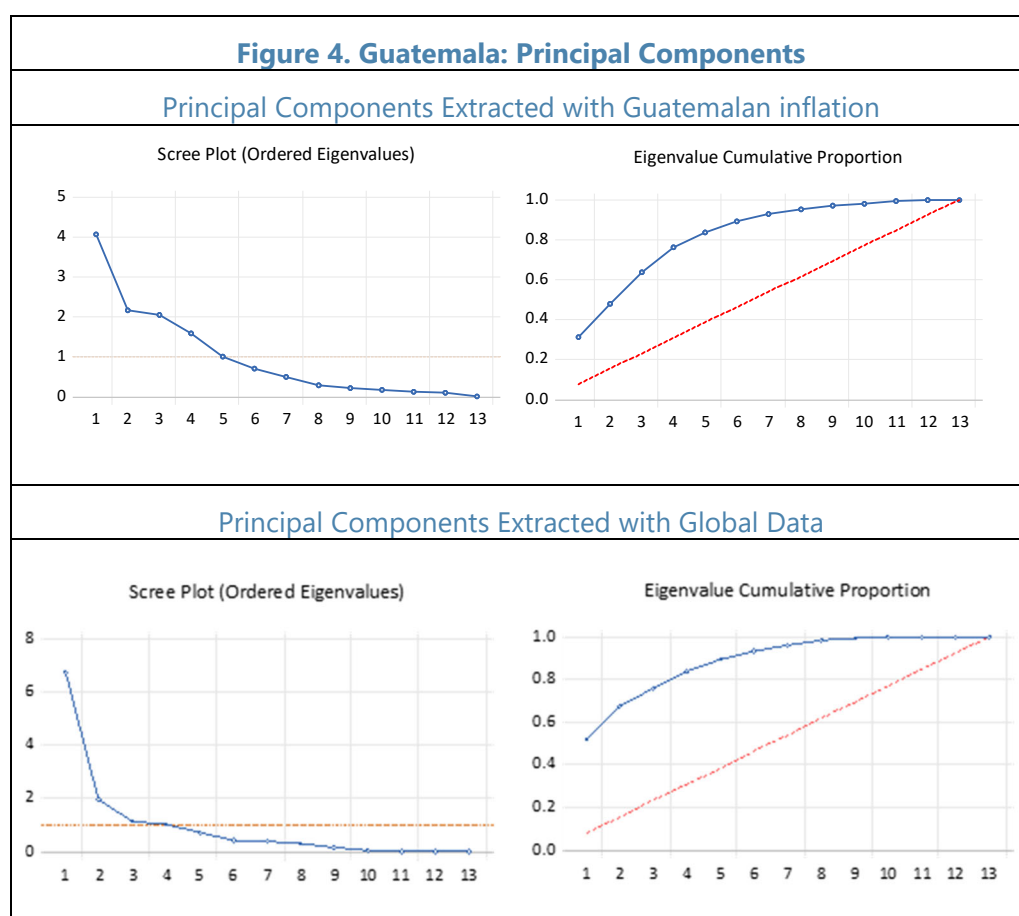 Figure 4. Guatemala: Principal Components
Principal Components Extracted with Guatemalan inflation
Scree Plot (Ordered Eigenvalues)
5
4
3
2
1
0
1 2 3 4 5 6 7 8 9 10 11 12 13
Eigenvalue Cumulative Proportion
1.0
0.8
0.6
0.4
0.2
0.0
1 2 3 4 5 6 7 8 9 10 11 12 13
Principal Components Extracted with Global Data
Scree Plot (Ordered Eigenvalues)
8
6
4
2
0
1 2 3 4 5 6 7 8 9 10 11 12 13
Eigenvalue Cumulative Proportion
1.0
0.8
0.6
0.4
0.2
0.0
1 2 3 4 5 6 7 8 9 10 11 12 13